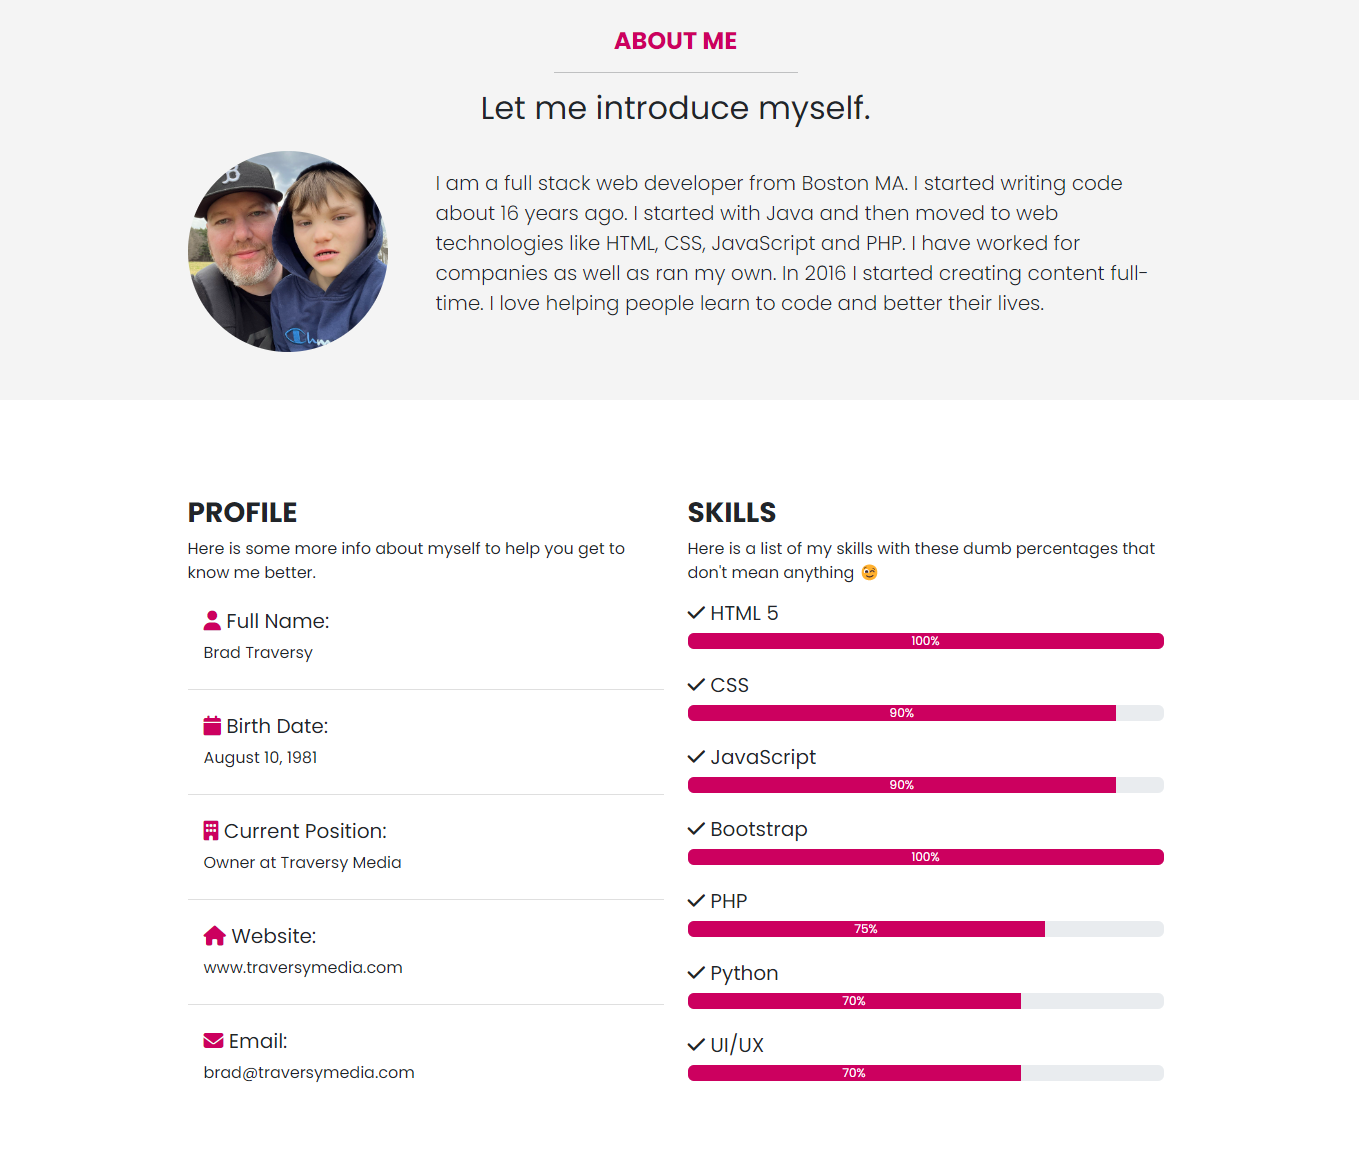 ABOUT ME
Let me introduce myself.
I am a full stack web developer from Boston MA. I started writing code
about 16 years ago. I started with Java and then moved to web
technologies like HTML, CSS, JavaScript and PHP. I have worked for
companies as well as ran my own. In 2016 I started creating content full-
time. I love helping people learn to code and better their lives.
B
Chm
PROFILE
Here is some more info about myself to help you get to
know me better.
Full Name:
Brad Traversy
Birth Date:
August 10, 1981
Current Position:
Owner at Traversy Media
Website:
www.traversymedia.com
Email:
brad@traversymedia.com
SKILLS
Here is a list of my skills with these dumb percentages that
don't mean anything 😉
HTML 5
100%
CSS
90%
JavaScript
90%
Bootstrap
100%
PHP
75%
Python
70%
UI/UX
70%